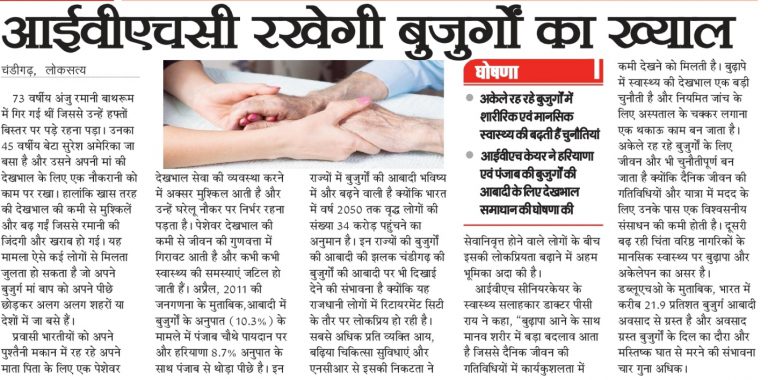 आईवीएचसी रखेगी बुजुर्गों का ख्याल
चंडीगढ़, लोकसत्य
73 वर्षीय अंजु रमानी बाथरूम
में गिर गई थीं जिससे उन्हें हफ्तों
बिस्तर पर पड़े रहना पड़ा। उनका
45 वर्षीय बेटा सुरेश अमेरिका जा
बसा है और उसने अपनी मां की
देखभाल के लिए एक नौकरानी को
काम पर रखा। हालांकि खास तरह
की देखभाल की कमी से मुश्किलें
और बढ़ गईं जिससे रमानी की
जिंदगी और खराब हो गई। यह
मामला ऐसे कई लोगों से मिलता
जुलता हो सकता है जो अपने
बुजुर्ग मां बाप को अपने पीछे
छोड़कर अलग अलग शहरों या
देशों में जा बसे हैं।
प्रवासी भारतीयों को अपने
पुश्तैनी मकान में रह रहे अपने
माता पिता के लिए एक पेशेवर
देखभाल सेवा की व्यवस्था करने
में अक्सर मुश्किल आती है और
उन्हें घरेलू नौकर पर निर्भर रहना
पड़ता है। पेशेवर देखभाल की
कमी से जीवन की गुणवत्ता में
गिरावट आती है और कभी कभी
स्वास्थ्य की समस्याएं जटिल हो
जाती हैं। अप्रैल, 2011 की
जनगणना के मुताबिक,आबादी में
बुजुर्गों के अनुपात (10.3%) के
मामले में पंजाब चौथे पायदान पर
और हरियाणा 8.7% अनुपात के
साथ पंजाब से थोड़ा पीछे है। इन
राज्यों में बुजुर्गों की आबादी भविष्य
में और बढ़ने वाली है क्योंकि भारत
में वर्ष 2050 तक वृद्ध लोगों की
संख्या 34 करोड़ पहुंचने का
अनुमान है। इन राज्यों की बुजुर्गों
की आबादी की झलक चंडीगढ़ की
बुजुर्गों की आबादी पर भी दिखाई
देने की संभावना है क्योंकि यह
राजधानी लोगों में रिटायरमेंट सिटी
के तौर पर लोकप्रिय हो रही है।
सबसे अधिक प्रति व्यक्ति आय,
बढ़िया चिकित्सा सुविधाएं और
एनसीआर से इसकी निकटता ने
घोषणा
अकेले रह रहे बुजुर्गों में
शारीरिक एवं मानसिक
स्वास्थ्य की बढ़ती हैं चुनौतियां
आईवीएच केयर ने हरियाणा
एवं पंजाब की बुजुर्गों की
आबादी के लिए देखभाल
समाधान की घोषणा की
सेवानिवृत्त होने वाले लोगों के बीच
इसकी लोकप्रियता बढ़ाने में अहम
भूमिका अदा की है।
आईवीएच सीनियरकेयर के
स्वास्थ्य सलाहकार डाक्टर पीसी
राय ने कहा, "बुढ़ापा आने के साथ
मानव शरीर में बड़ा बदलाव आता
है जिससे दैनिक जीवन की
गतिविधियों में कार्यकुशलता में
कमी देखने को मिलती है। बुढ़ापे
में स्वास्थ्य की देखभाल एक बड़ी
चुनौती है और नियमित जांच के
लिए अस्पताल के चक्कर लगाना
एक थकाऊ काम बन जाता है।
अकेले रह रहे बुजुर्गों के लिए
जीवन और भी चुनौतीपूर्ण बन
जाता है क्योंकि दैनिक जीवन की
गतिविधियों और यात्रा में मदद के
लिए उनके पास एक विश्वसनीय
संसाधन की कमी होती है। दूसरी
बढ़ रही चिंता वरिष्ठ नागरिकों के
मानसिक स्वास्थ्य पर बुढ़ापा और
अकेलेपन का असर है।
डब्लूएचओ के मुताबिक, भारत में
करीब 21.9 प्रतिशत बुजुर्ग आबादी
अवसाद से ग्रस्त है और अवसाद
ग्रस्त बुजुर्गों के दिल का दौरा और
मस्तिष्क घात से मरने की संभावना
चार गुना अधिक।